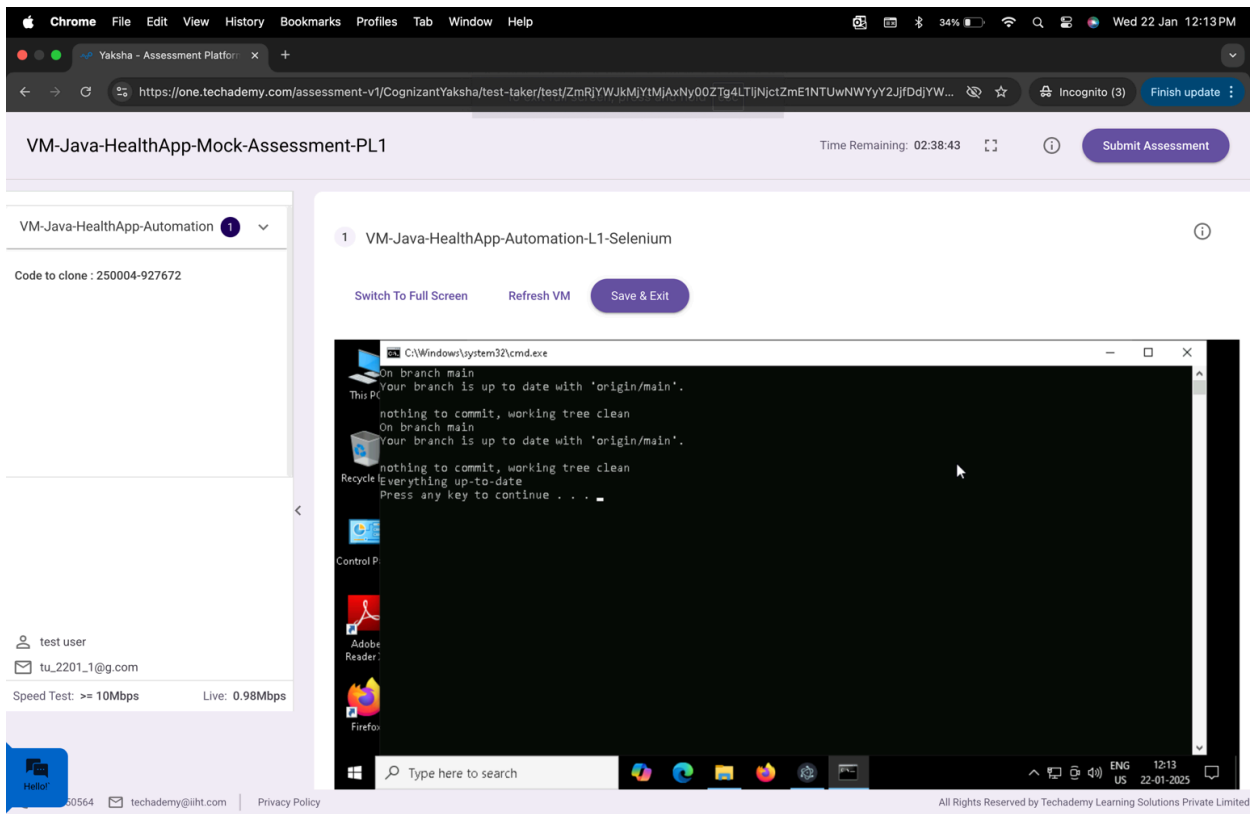 Chrome File Edit View History Bookmarks Profiles Tab Window Help 34% Wed 22 Jan 12:13 PM
Yaksha - Assessment Platfor
https://one.techademy.com/assessment-v1/CognizantYaksha/test-taker/test/ Incognito (3) Finish update
VM-Java-HealthApp-Mock-Assessment-PL1 Time Remaining: 02:38:43 Submit Assessment
VM-Java-HealthApp-Automation 1
1 VM-Java-HealthApp-Automation-L1-Selenium
Code to clone : 250004-927672
Switch To Full Screen Refresh VM Save & Exit
C:\Windows\system32\cmd.exe
On branch main
Your branch is up to date with 'origin/main'.
nothing to commit, working tree clean
On branch main
Your branch is up to date with 'origin/main'.
nothing to commit, working tree clean
Everything up-to-date
Press any key to continue . . .
This PC
Recycle
Control P
Adobe
Reader
Firefox
test user
tu_2201_1@g.com
Speed Test: >= 10Mbps Live: 0.98Mbps
Type here to search
ENG
US
12:13
22-01-2025
Hello!
50564 techademy@iiht.com Privacy Policy
All Rights Reserved by Techademy Learning Solutions Private Limited